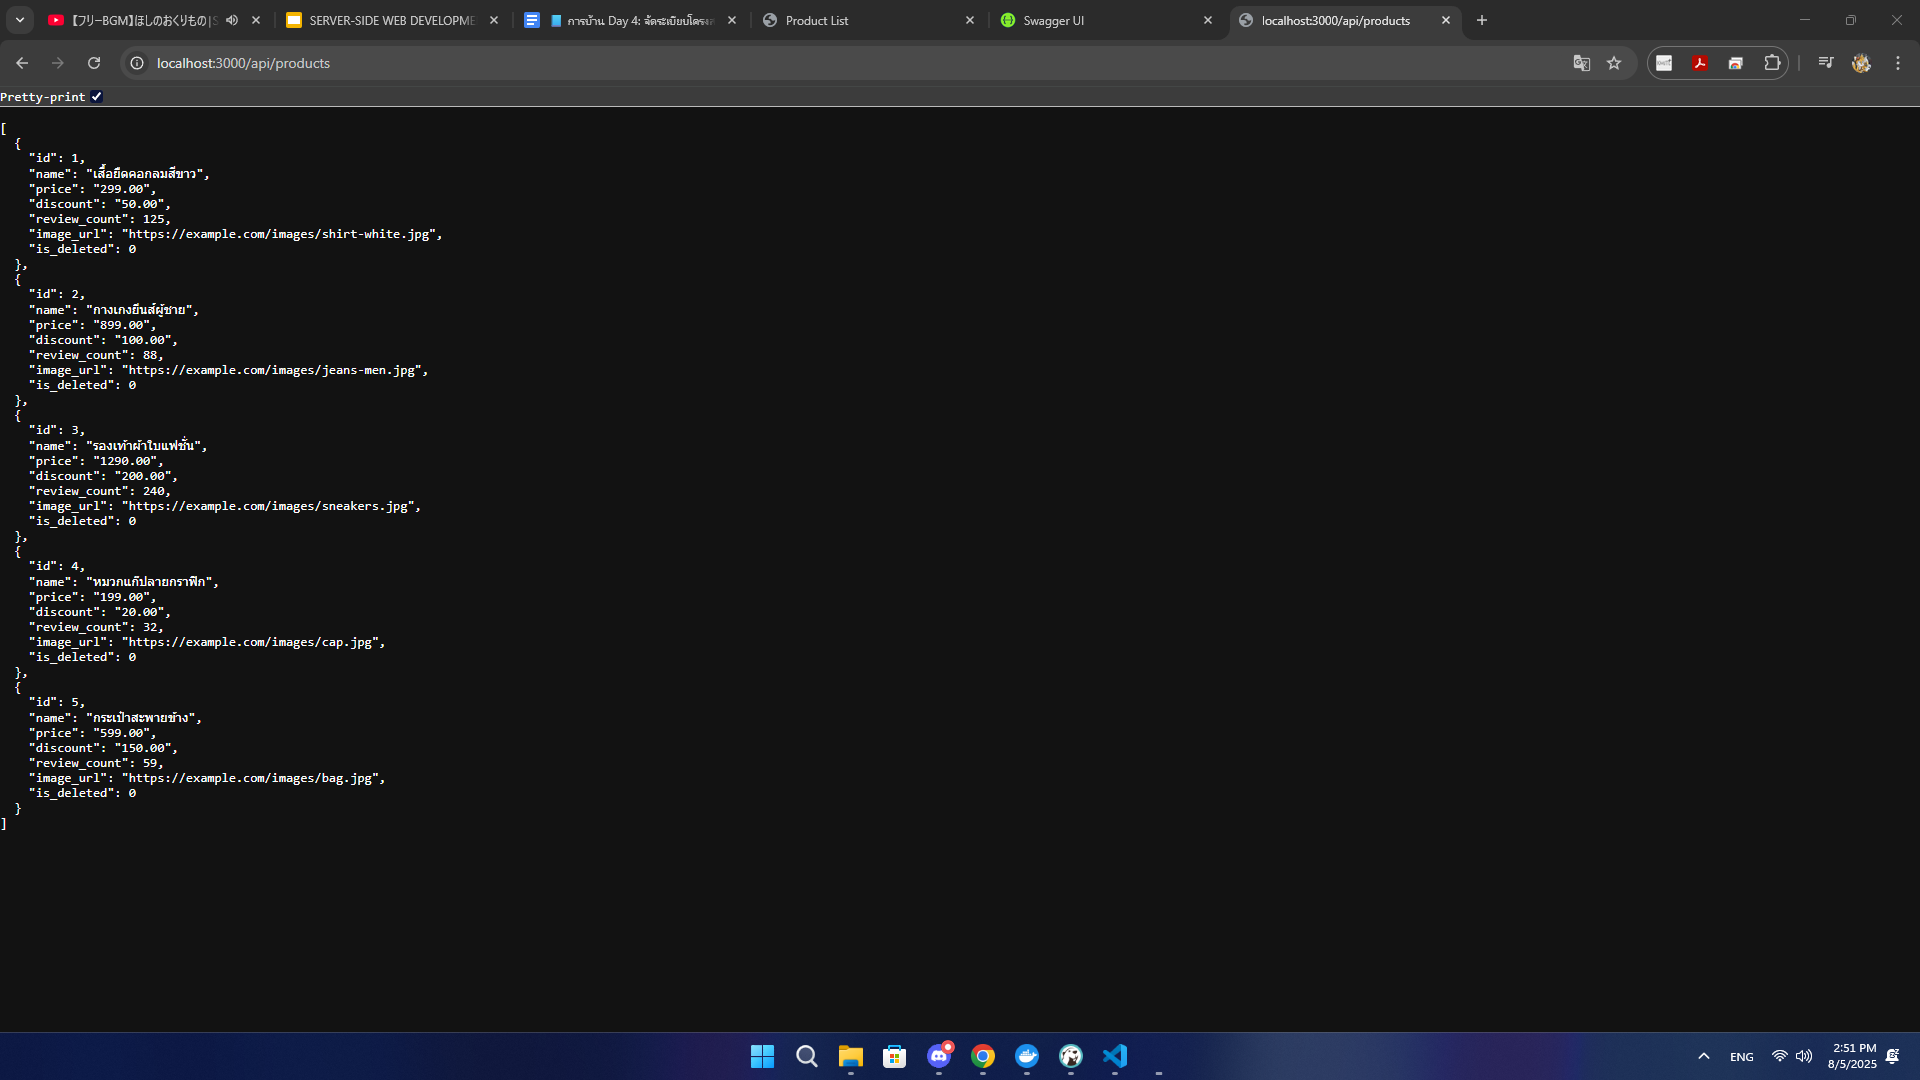 【フリーBGM】ほしのおくりもの | S
SERVER-SIDE WEB DEVELOPME
การบ้าน Day 4: จัดระเบียบโครงส
Product List
Swagger UI
localhost:3000/api/products
localhost:3000/api/products
Pretty-print
[
{
"id": 1,
"name": "เสื้อยืดคอกลมสีขาว",
"price": "299.00",
"discount": "50.00",
"review_count": 125,
"image_url": "https://example.com/images/shirt-white.jpg",
"is_deleted": 0
},
{
"id": 2,
"name": "กางเกงยีนส์ผู้ชาย",
"price": "899.00",
"discount": "100.00",
"review_count": 88,
"image_url": "https://example.com/images/jeans-men.jpg",
"is_deleted": 0
},
{
"id": 3,
"name": "รองเท้าผ้าใบแฟชั่น",
"price": "1290.00",
"discount": "200.00",
"review_count": 240,
"image_url": "https://example.com/images/sneakers.jpg",
"is_deleted": 0
},
{
"id": 4,
"name": "หมวกแก๊ปลายกราฟิก",
"price": "199.00",
"discount": "20.00",
"review_count": 32,
"image_url": "https://example.com/images/cap.jpg",
"is_deleted": 0
},
{
"id": 5,
"name": "กระเป๋าสะพายข้าง",
"price": "599.00",
"discount": "150.00",
"review_count": 59,
"image_url": "https://example.com/images/bag.jpg",
"is_deleted": 0
}
]
ENG
2:51 PM
8/5/2025